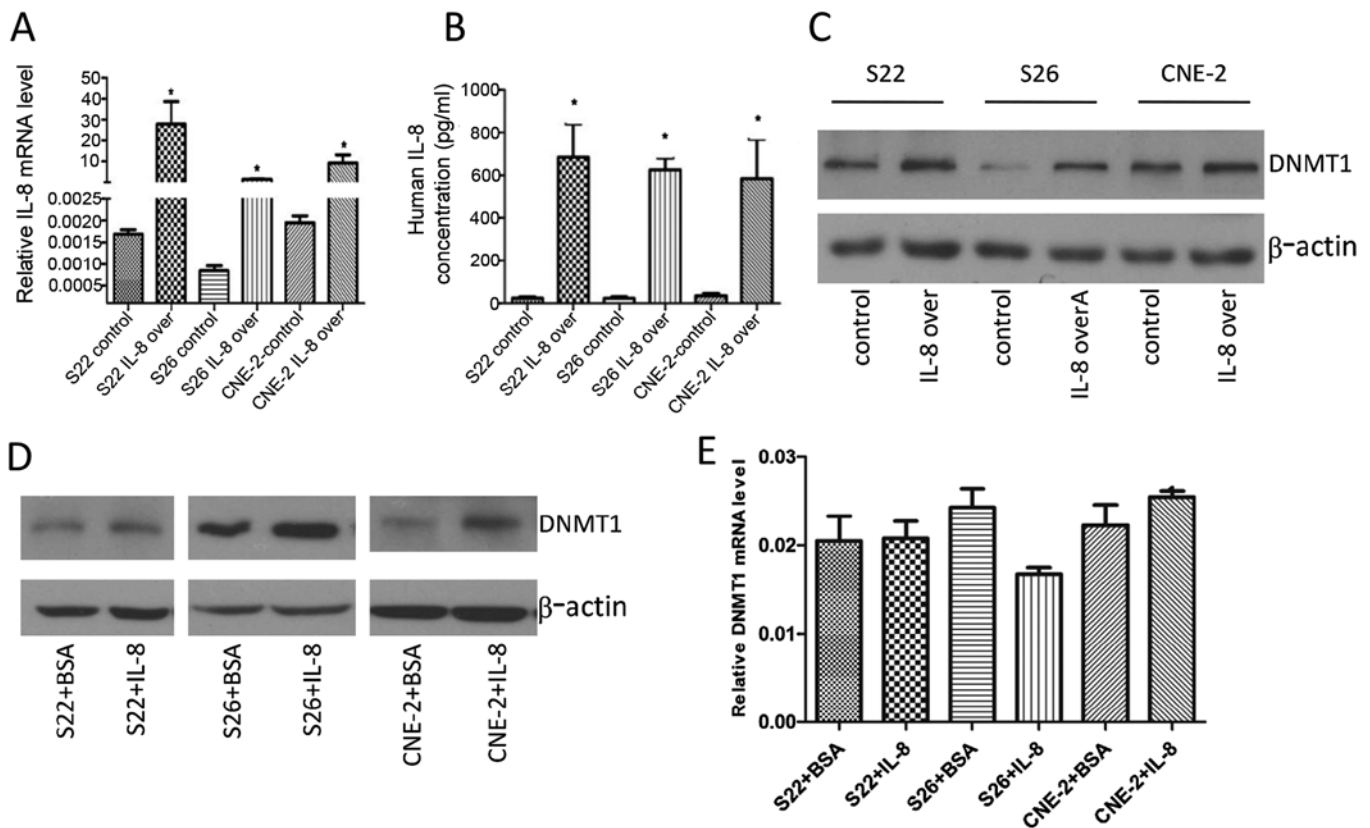 A
Relative IL-8 mRNA level
50
40
30
20
10
0.0025
0.0020
0.0015
0.0010
0.0005
*
*
*
S22 control
S22 IL-8 over
S26 control
S26 IL-8 over
CNE-2-control
CNE-2 IL-8 over
B
Human IL-8
concentration (pg/ml)
1000
800
600
400
200
0
*
*
*
S22 control
S22 IL-8 over
S26 control
S26 IL-8 over
CNE-2-control
CNE-2 IL-8 over
C
S22 S26 CNE-2
DNMT1
β-actin
control
IL-8 over
control
IL-8 overA
control
IL-8 over
D
DNMT1
β-actin
S22+BSA
S22+IL-8
S26+BSA
S26+IL-8
CNE-2+BSA
CNE-2+IL-8
E
Relative DNMT1 mRNA level
0.03
0.02
0.01
0.00
S22+BSA
S22+IL-8
S26+BSA
S26+IL-8
CNE-2+BSA
CNE-2+IL-8